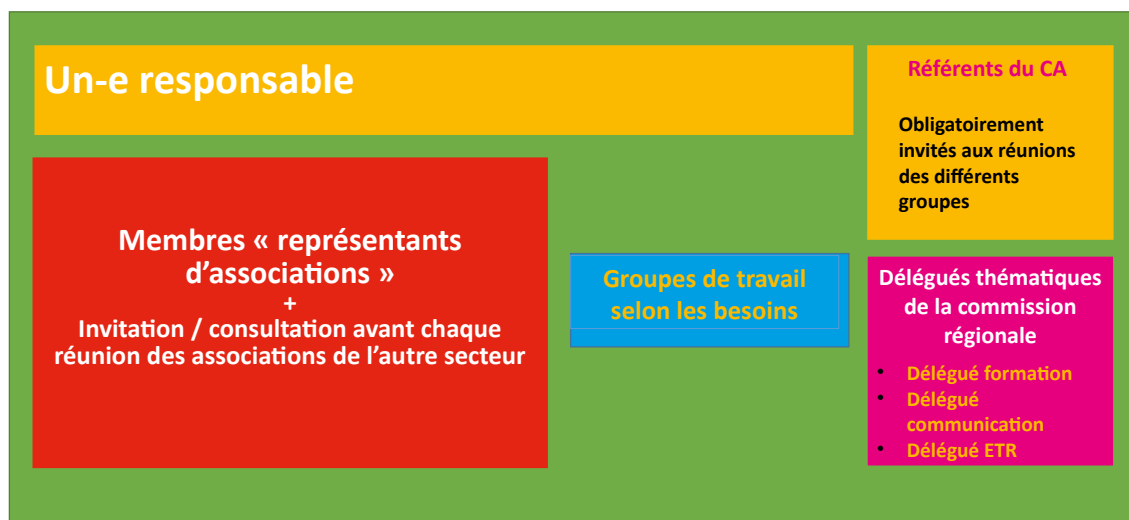 Un-e responsable
Référents du CA
Obligatoirement
invités aux réunions
des différents
groupes
Membres « représentants
d’associations »
+
Invitation / consultation avant chaque
réunion des associations de l’autre secteur
Groupes de travail
selon les besoins
Délégués thématiques
de la commission
régionale
• Délégué formation
• Délégué
communication
• Délégué ETR